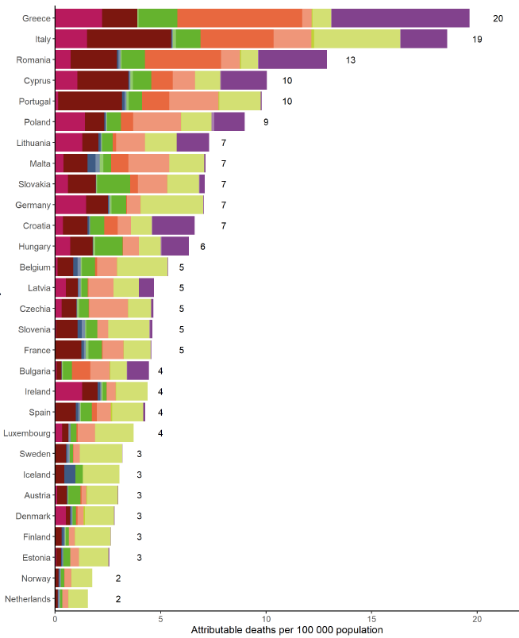 Greece 20
Italy 19
Romania 13
Cyprus 10
Portugal 10
Poland 9
Lithuania 7
Malta 7
Slovakia 7
Germany 7
Croatia 7
Hungary 6
Belgium 5
Latvia 5
Czechia 5
Slovenia 5
France 5
Bulgaria 4
Ireland 4
Spain 4
Luxembourg 4
Sweden 3
Iceland 3
Austria 3
Denmark 3
Finland 3
Estonia 3
Norway 2
Netherlands 2
0 5 10 15 20
Attributable deaths per 100 000 population